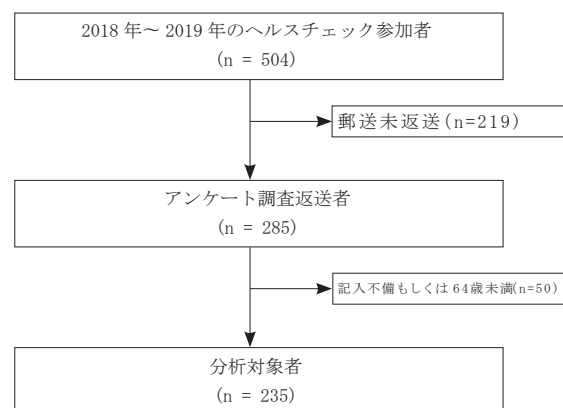 2018 年～ 2019 年のヘルスチェック参加者
(n = 504)
郵送未返送(n=219)
アンケート調査返送者
(n = 285)
記入不備もしくは 64歳未満(n=50)
分析対象者
(n = 235)